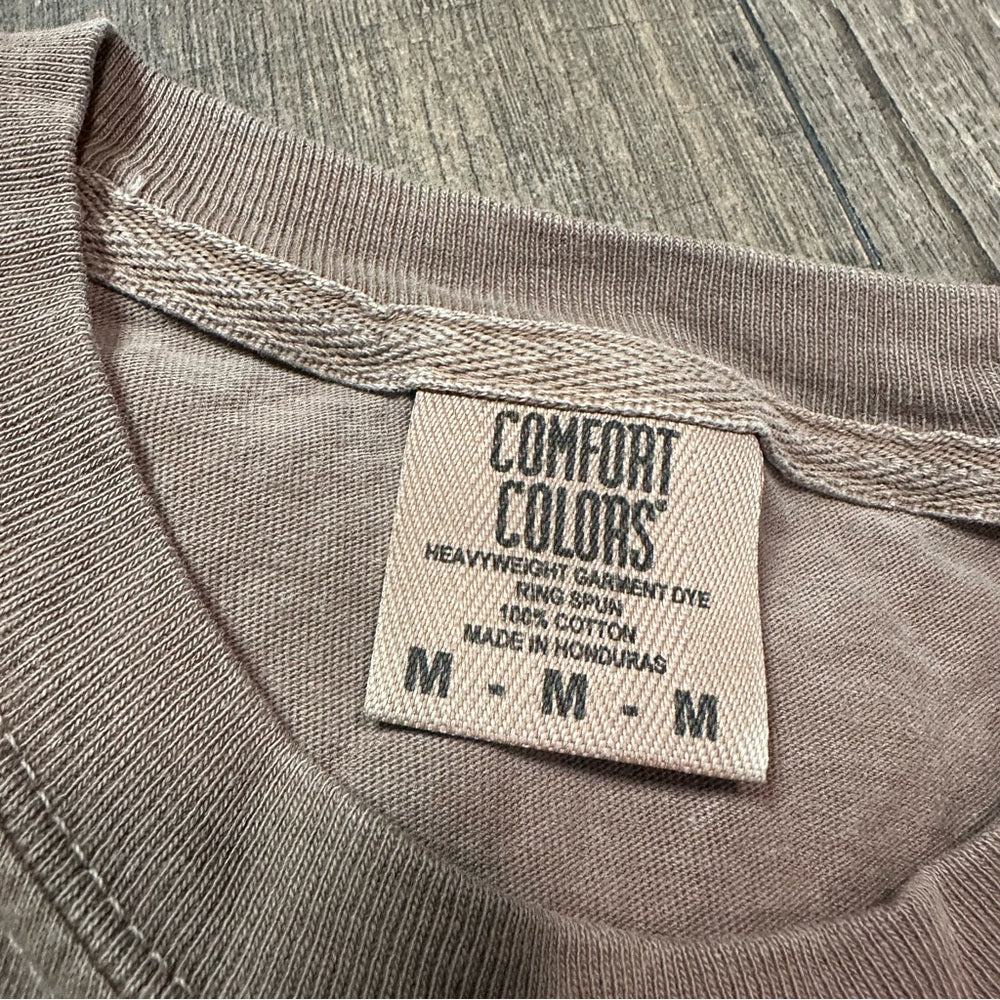 COMFORT
COLORS®
HEAVYWEIGHT GARMENT DYE
RING SPUN
100% COTTON
MADE IN HONDURAS
M - M - M